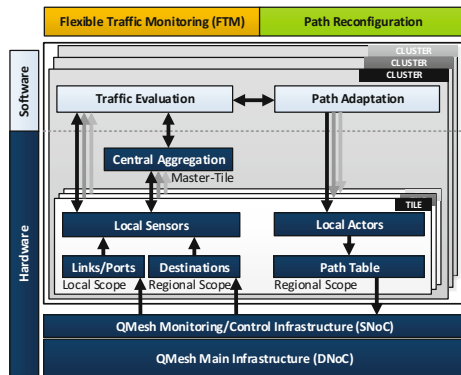 Flexible Traffic Monitoring (FTM)
Path Reconfiguration
CLUSTER
CLUSTER
CLUSTER
Software
Traffic Evaluation
Path Adaptation
Hardware
Central Aggregation
Master-Tile
TILE
Local Sensors
Local Actors
Links/Ports
Destinations
Path Table
Local Scope
Regional Scope
Regional Scope
QMesh Monitoring/Control Infrastructure (SNoC)
QMesh Main Infrastructure (DNoC)